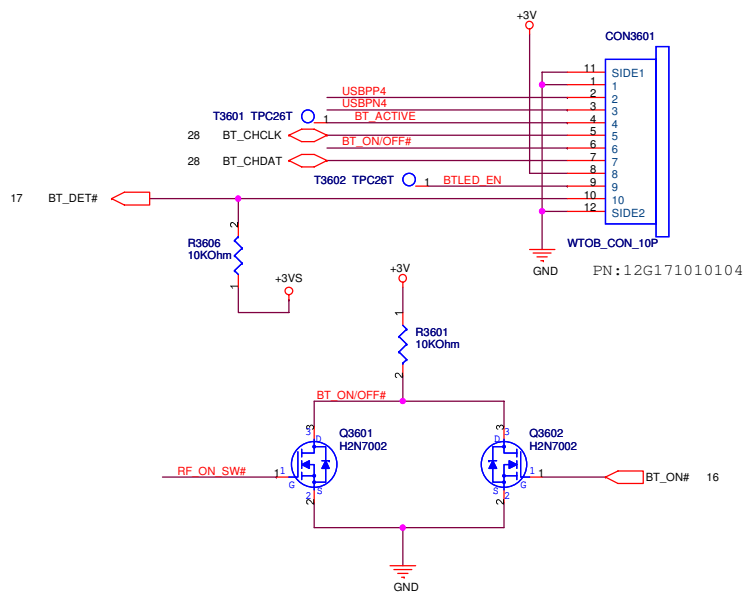 +3V
CON3601
11 SIDE1
1 1
USBPP4 2 2
USBPN4 3 3
T3601 TPC26T 1 BT_ACTIVE 4 4
28 BT_CHCLK 5 5
BT_ON/OFF# 6 6
28 BT_CHDAT 7 7
8 8
T3602 TPC26T 1 BTLED_EN 9 9
17 BT_DET# 10 10
12 SIDE2
WTOB_CON_10P
GND
PN:12G171010104
2
R3606
10KOhm
1
+3VS
+3V
1
R3601
10KOhm
2
BT_ON/OFF#
3 3 D
Q3601
H2N7002
RF_ON_SW# 1 1 G
S 2 2
3 3 D
Q3602
H2N7002
1 1 G
S 2 2
BT_ON# 16
GND